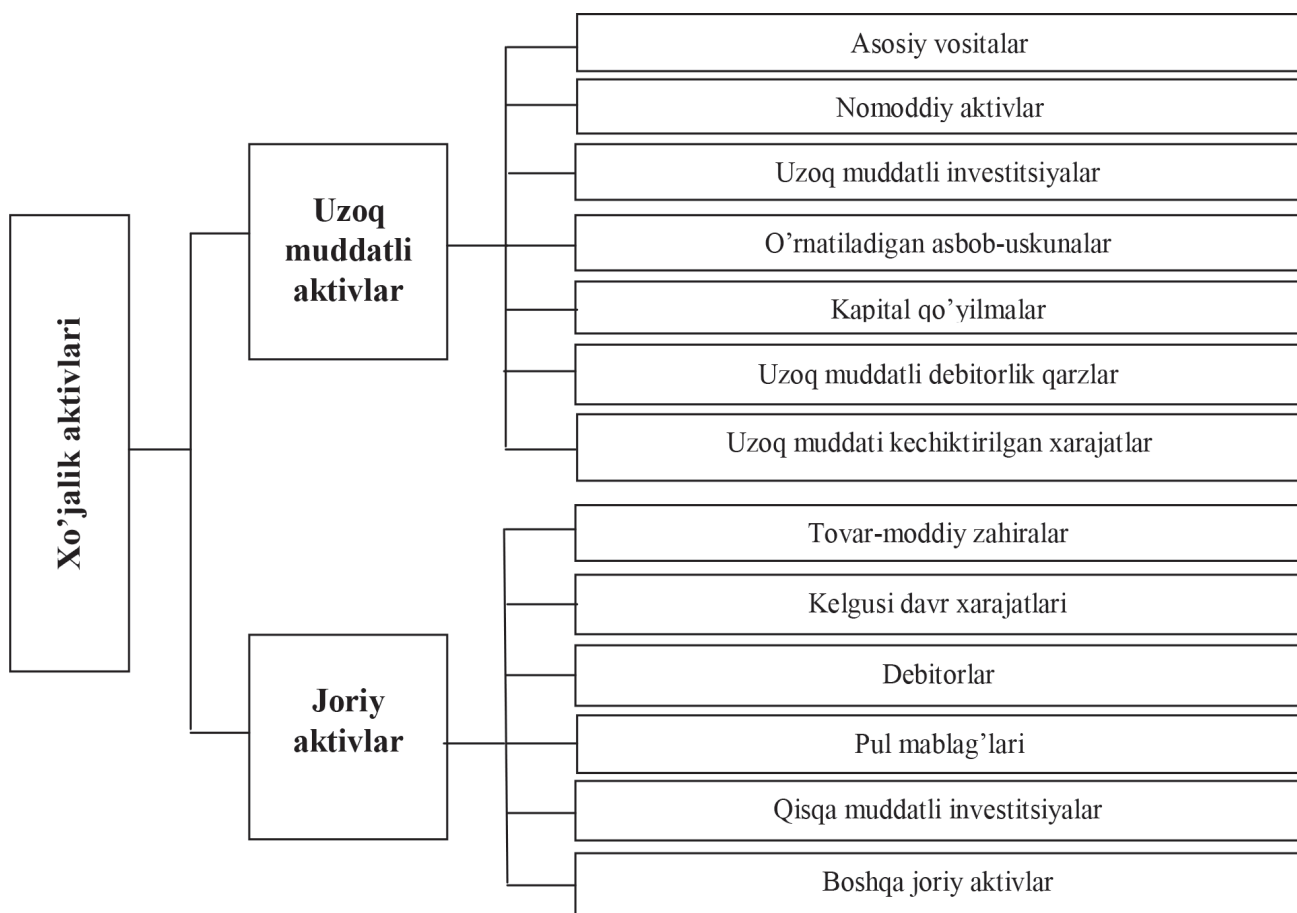 Xo’jalik aktivlari
Uzoq
muddatli
aktivlar
Asosiy vositalar
Nomoddiy aktivlar
Uzoq muddatli investitsiyalar
O’rnatiladigan asbob-uskunalar
Kapital qo’yilmalar
Uzoq muddatli debitorlik qarzlar
Uzoq muddati kechiktirilgan xarajatlar
Joriy
aktivlar
Tovar-moddiy zahiralar
Kelgusi davr xarajatlari
Debitorlar
Pul mablag’lari
Qisqa muddatli investitsiyalar
Boshqa joriy aktivlar